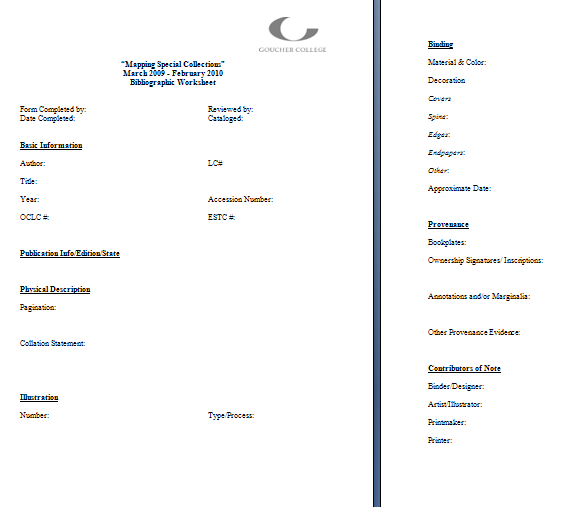 GOUCHER COLLEGE
"Mapping Special Collections"
March 2009 - February 2010
Bibliographic Worksheet
Form Completed by: Reviewed by:
Date Completed: Cataloged:
Basic Information
Author: LC#
Title:
Year: Accession Number:
OCLC #: ESTC #:
Publication Info/Edition/State
Physical Description
Pagination:
Collation Statement:
Illustration
Number: Type/Process:
Binding
Material & Color:
Decoration
Covers
Spine:
Edges:
Endpapers:
Other:
Approximate Date:
Provenance
Bookplates:
Ownership Signatures/ Inscriptions:
Annotations and/or Marginalia:
Other Provenance Evidence:
Contributors of Note
Binder/Designer:
Artist/Illustrator:
Printmaker:
Printer: